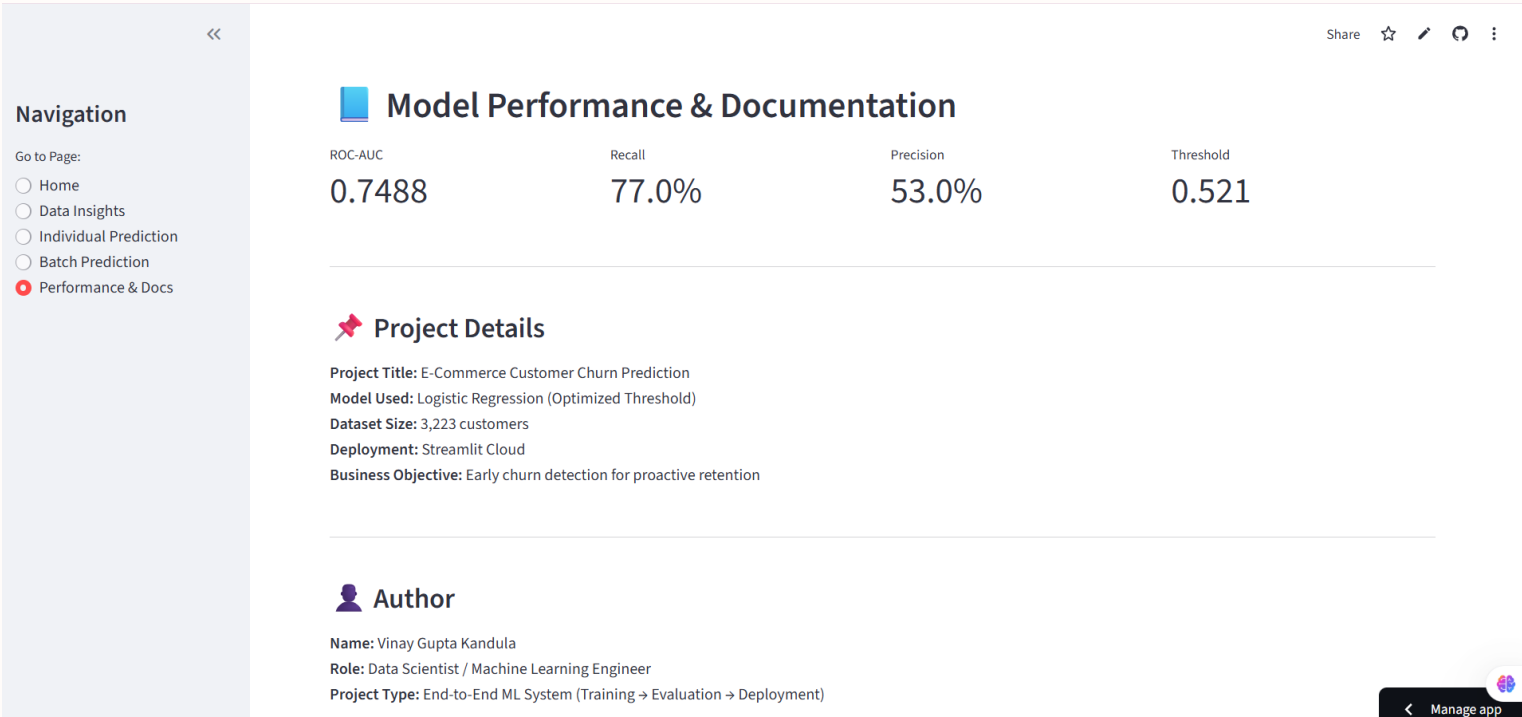 Share
Navigation
Go to Page:
Home
Data Insights
Individual Prediction
Batch Prediction
Performance & Docs
Model Performance & Documentation
ROC-AUC
0.7488
Recall
77.0%
Precision
53.0%
Threshold
0.521
Project Details
Project Title: E-Commerce Customer Churn Prediction
Model Used: Logistic Regression (Optimized Threshold)
Dataset Size: 3,223 customers
Deployment: Streamlit Cloud
Business Objective: Early churn detection for proactive retention
Author
Name: Vinay Gupta Kandula
Role: Data Scientist / Machine Learning Engineer
Project Type: End-to-End ML System (Training → Evaluation → Deployment)
Manage app